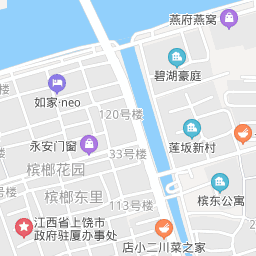 燕府燕窝
碧湖豪庭
如家·neo
120号楼
永安门窗
33号楼
莲坂新村
槟榔花园
槟榔东里
113号楼
槟东公寓
江西省上饶市
政府驻厦办事处
店小二川菜之家